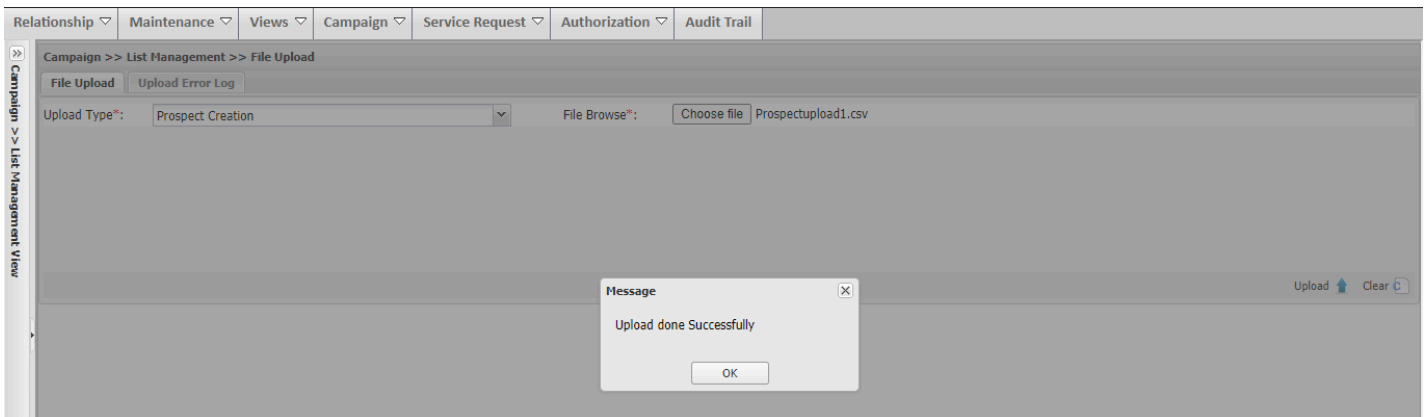 Relationship Maintenance Views Campaign Service Request Authorization Audit Trail
Campaign >> List Management View
Campaign >> List Management >> File Upload
File Upload Upload Error Log
Upload Type*: Prospect Creation File Browse*: Choose file Prospectupload1.csv
Upload Clear C
Message
Upload done Successfully
OK